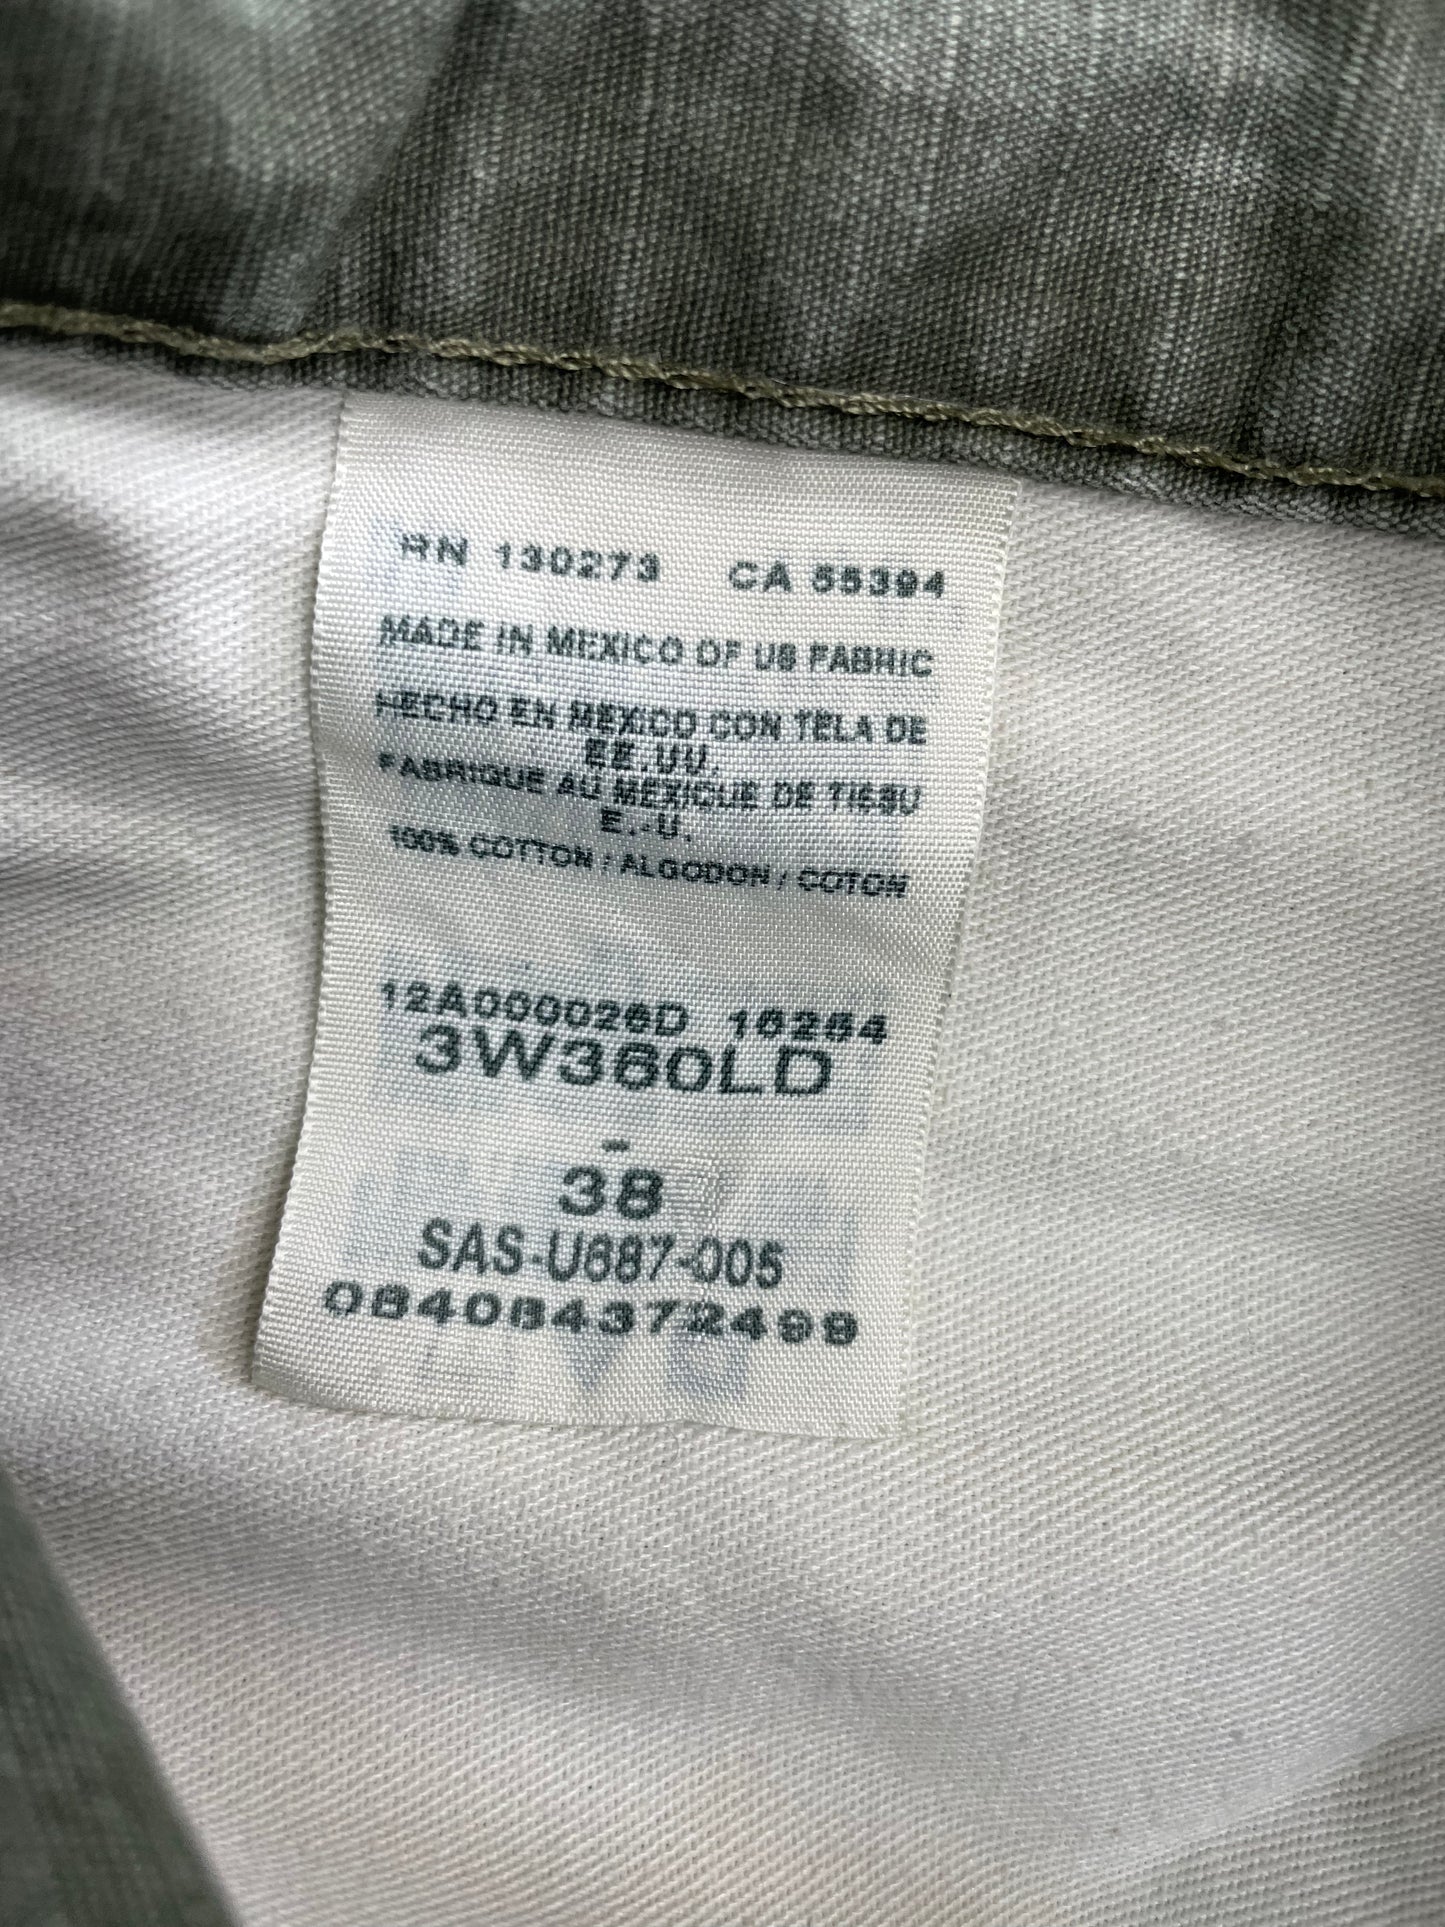 RN 130273 CA 55394
MADE IN MEXICO OF US FABRIC
HECHO EN MEXICO CON TELA DE
EE.UU.
FABRIQUE AU MEXIQUE DE TISSU
E.-U.
100% COTTON / ALGODON / COTON
12A000026D 16264
3W360LD
-
38
SAS-U687-005
084084372499